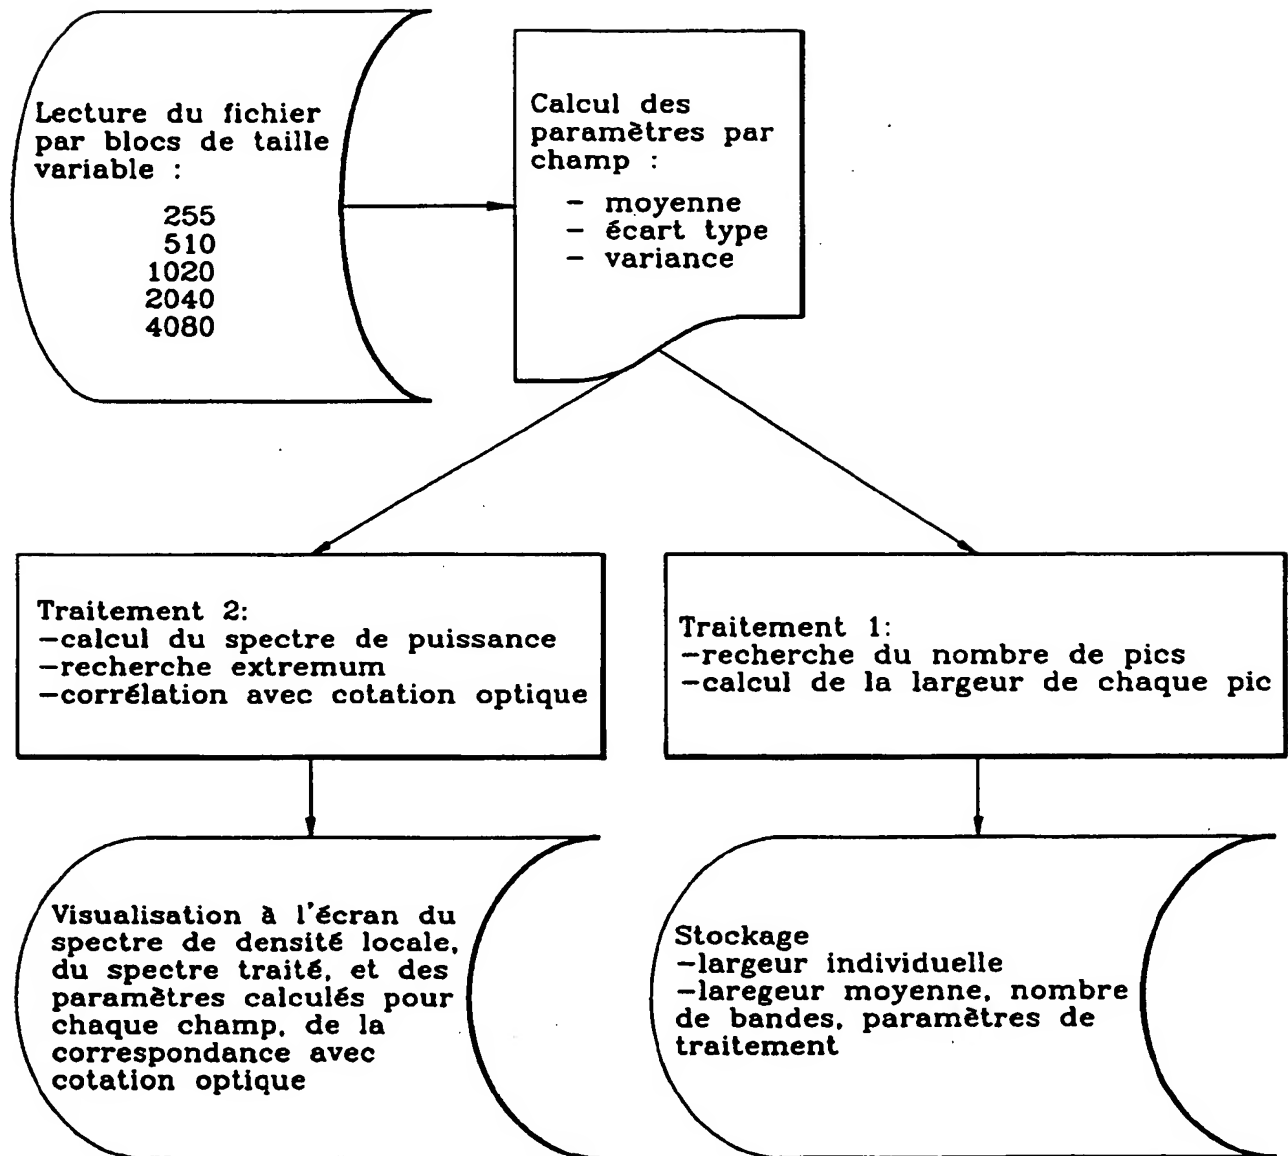 Lecture du fichier
par blocs de taille
variable :
255
510
1020
2040
4080
Calcul des
paramètres par
champ :
- moyenne
- écart type
- variance
Traitement 2:
-calcul du spectre de puissance
-recherche extremum
-corrélation avec cotation optique
Traitement 1:
-recherche du nombre de pics
-calcul de la largeur de chaque pic
Visualisation à l'écran du
spectre de densité locale,
du spectre traité, et des
paramètres calculés pour
chaque champ, de la
correspondance avec
cotation optique
Stockage
-largeur individuelle
-laregeur moyenne, nombre
de bandes, paramètres de
traitement